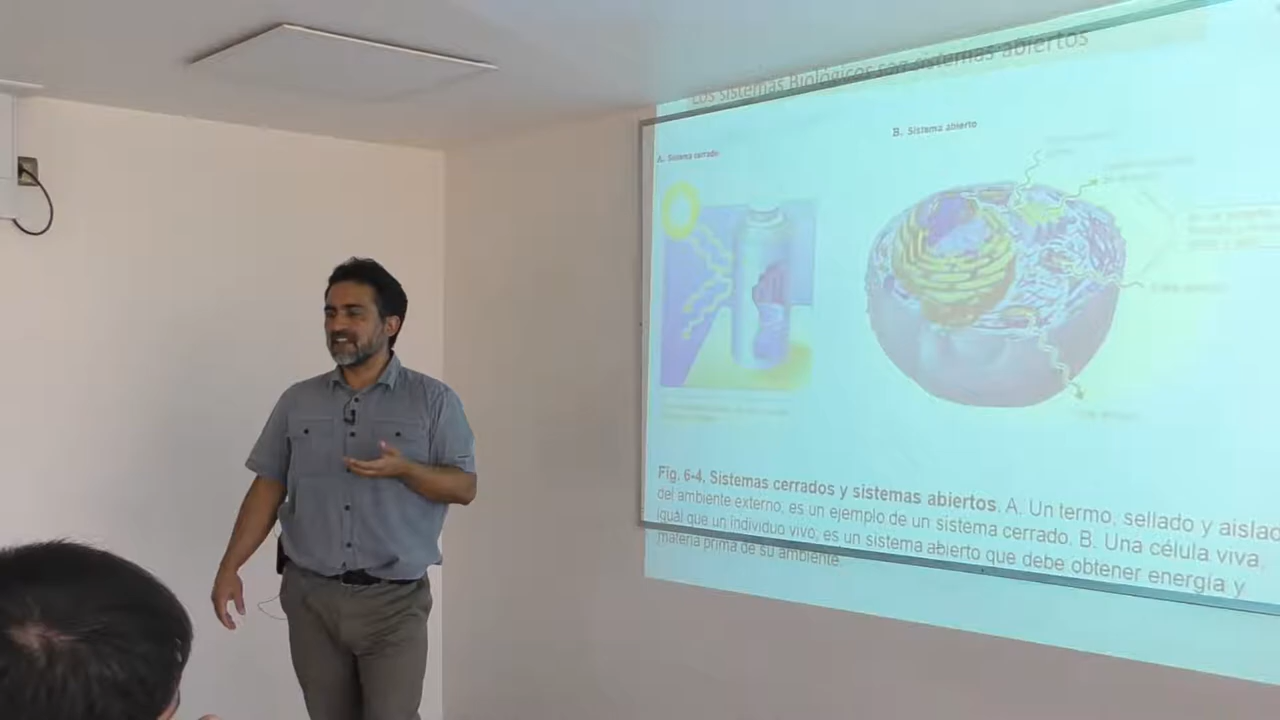 Los sistemas Biológicos son sistemas abiertos
A. Sistema cerrado
B. Sistema abierto
Fig. 6-4. Sistemas cerrados y sistemas abiertos. A. Un termo, sellado y aislad
del ambiente externo, es un ejemplo de un sistema cerrado. B. Una célula viva,
igual que un individuo vivo, es un sistema abierto que debe obtener energía y
materia prima de su ambiente.